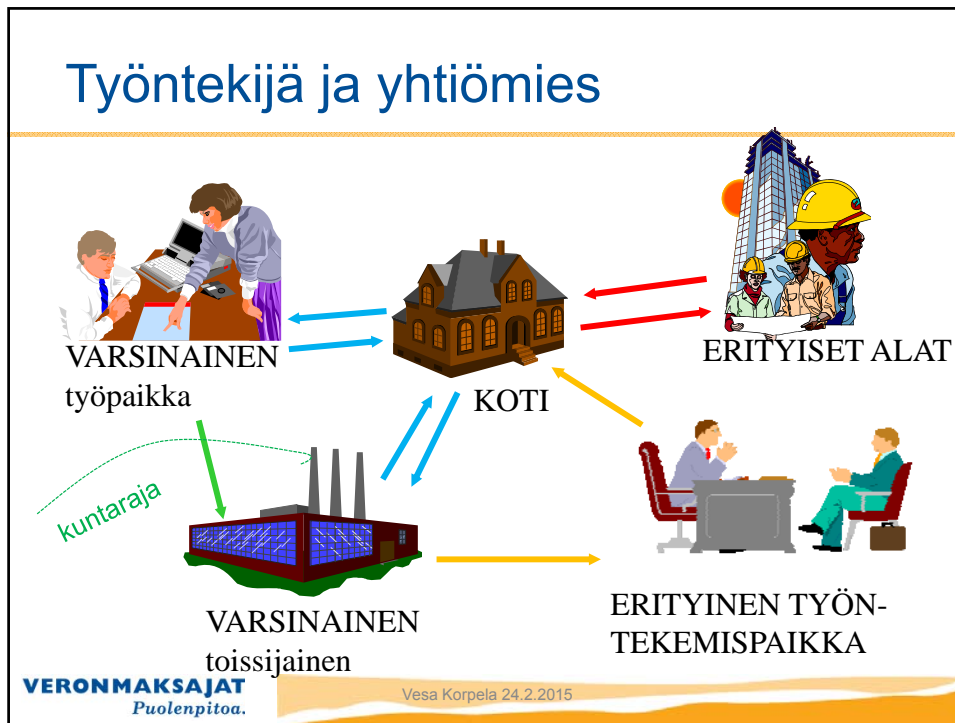 Työntekijä ja yhtiömies
VARSINAINEN
työpaikka
KOTI
ERITYISET ALAT
kuntaraja
VARSINAINEN
toissijainen
ERITYINEN TYÖN-
TEKEMISPAIKKA
VERONMAKSAJAT
Puolenpitoa.
Vesa Korpela 24.2.2015